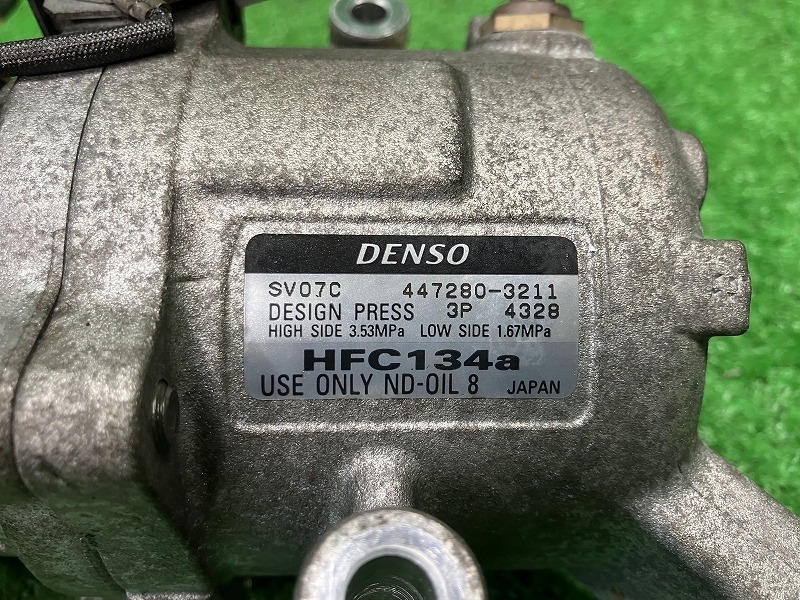 DENSO
SV07C 447280-3211
DESIGN PRESS 3P 4328
HIGH SIDE 3.53MPa LOW SIDE 1.67MPa
HFC134a
USE ONLY ND-OIL 8 JAPAN